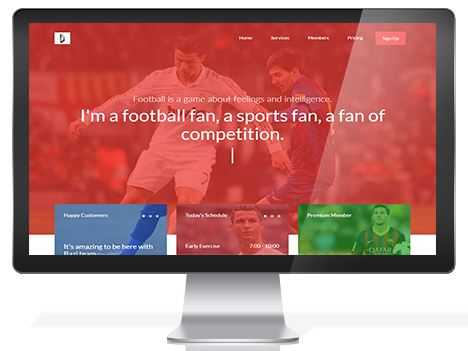 Home Services Members Pricing Sign Up
Football is a game about feelings and intelligence.
I'm a football fan, a sports fan, a fan of
competition.
Happy Customers
Today's Schedule
Premium Member
It's amazing to be here with
Bazi team
Early Exercise 7:00 - 10:00
QATAR